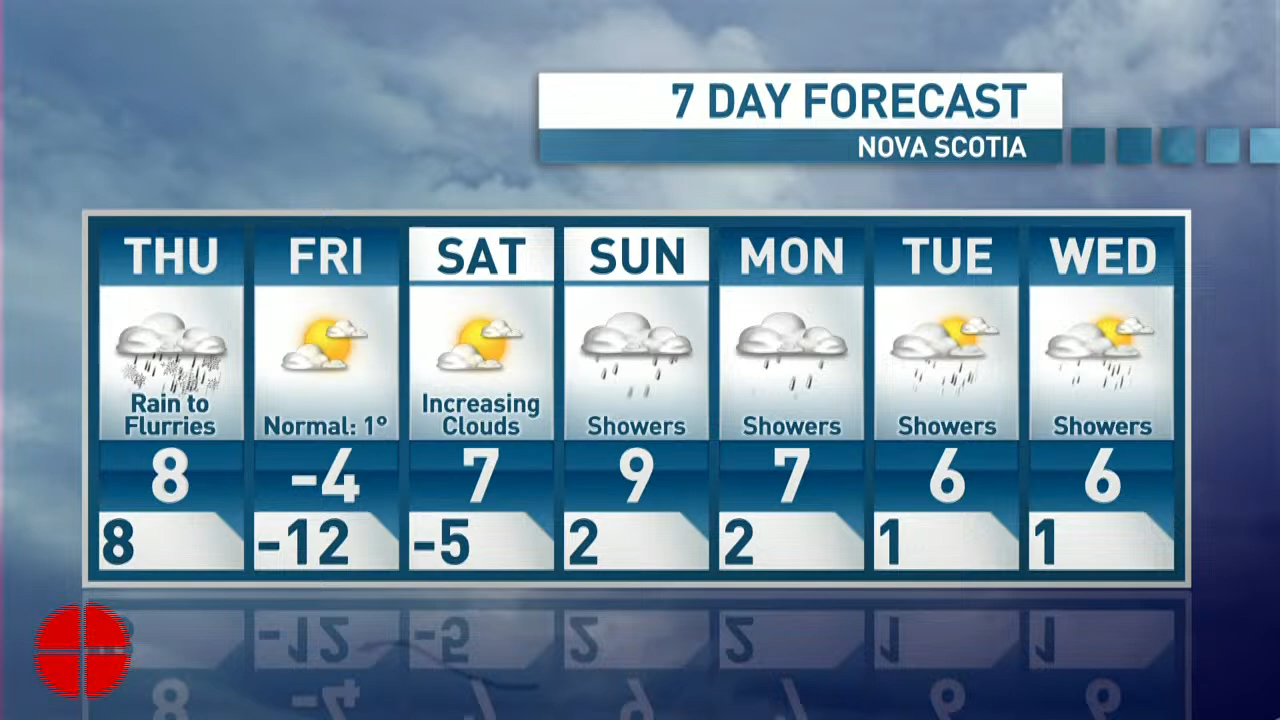 7 DAY FORECAST
NOVA SCOTIA
THU FRI SAT SUN MON TUE WED
Rain to Flurries Normal: 1° Increasing Clouds Showers Showers Showers Showers
8 -4 7 9 7 6 6
8 -12 -5 2 2 1 1